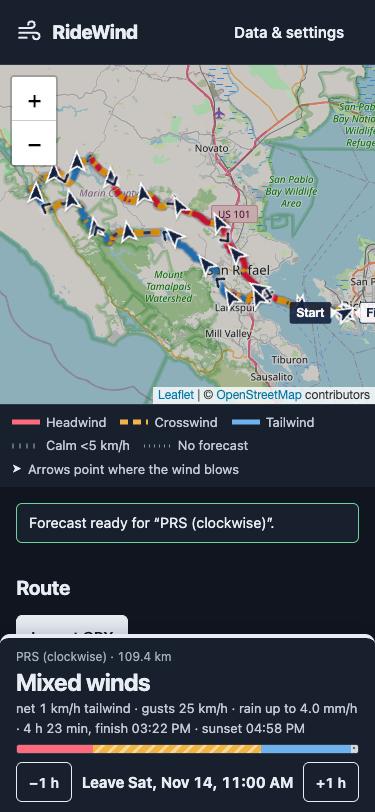 RideWind
Data & settings
+
−
Novato
San Pablo
Bay Wildlife
Area
Marin County
US 101
San Rafael
Mount
Tamalpais
Watershed
Larkspur
Start
Mill Valley
Tiburon
Sausalito
Leaflet | © OpenStreetMap contributors
Headwind
Crosswind
Tailwind
Calm <5 km/h
No forecast
➤ Arrows point where the wind blows
Forecast ready for “PRS (clockwise)”.
Route
PRS (clockwise) · 109.4 km
Mixed winds
net 1 km/h tailwind · gusts 25 km/h · rain up to 4.0 mm/h
· 4 h 23 min, finish 03:22 PM · sunset 04:58 PM
−1 h
Leave Sat, Nov 14, 11:00 AM
+1 h